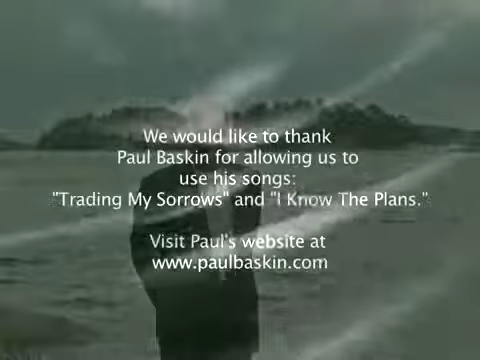 We would like to thank
Paul Baskin for allowing us to
use his songs:
"Trading My Sorrows" and "I Know The Plans."
Visit Paul's website at
www.paulbaskin.com